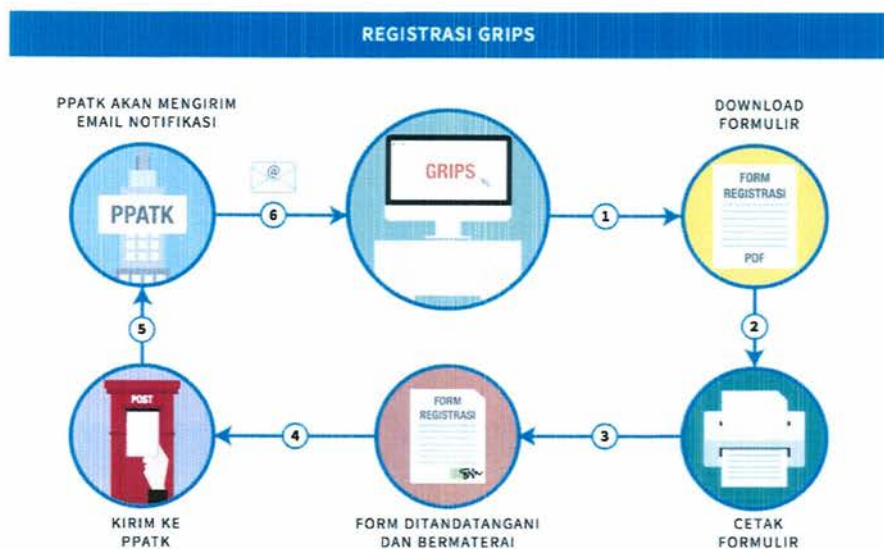 REGISTRASI GRIPS
PPATK AKAN MENGIRIM
EMAIL NOTIFIKASI
DOWNLOAD
FORMULIR
PPATK
@
6
GRIPS
1
FORM
REGISTRASI
PDF
5
2
POST
4
FORM
REGISTRASI
3
KIRIM KE
PPATK
FORM DITANDATANGANI
DAN BERMATERAI
CETAK
FORMULIR